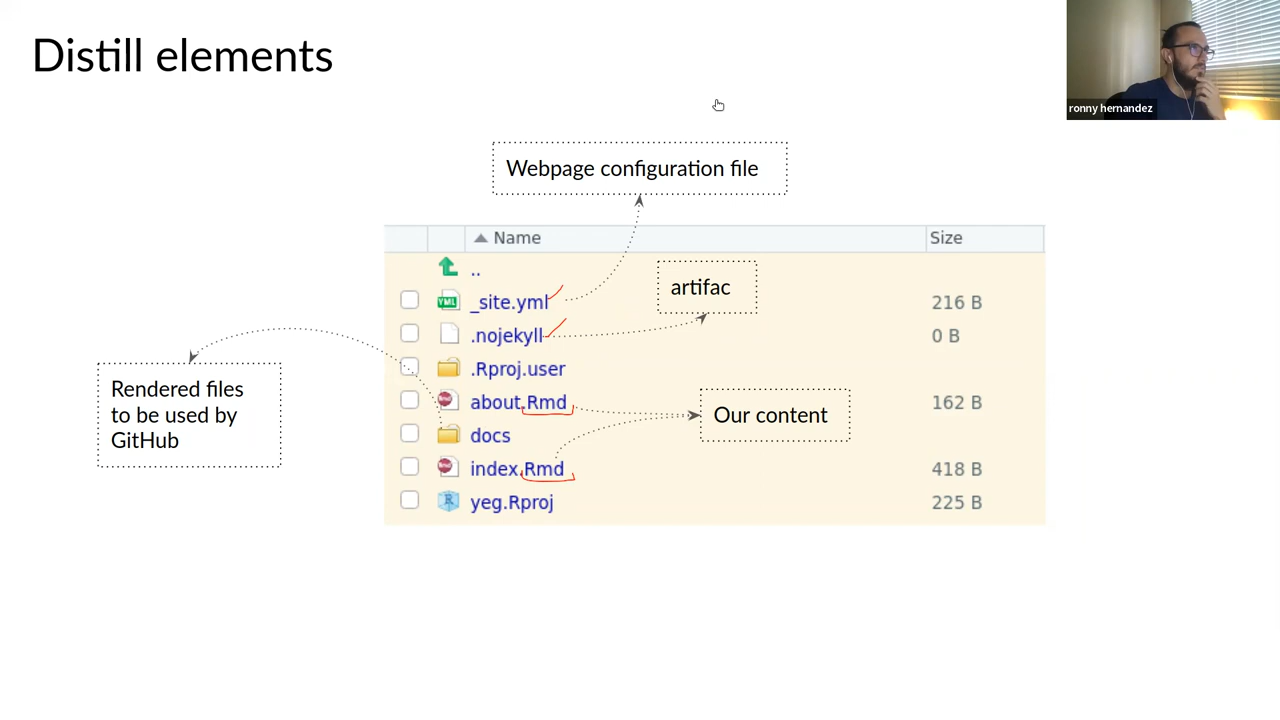 Distill elements
ronny hernandez
Webpage configuration file
Name Size
..
artifac
YML _site.yml 216 B
.nojekyll 0 B
.Rproj.user
Rendered files
to be used by
GitHub
about.Rmd 162 B
Our content
docs
index.Rmd 418 B
R yeg.Rproj 225 B